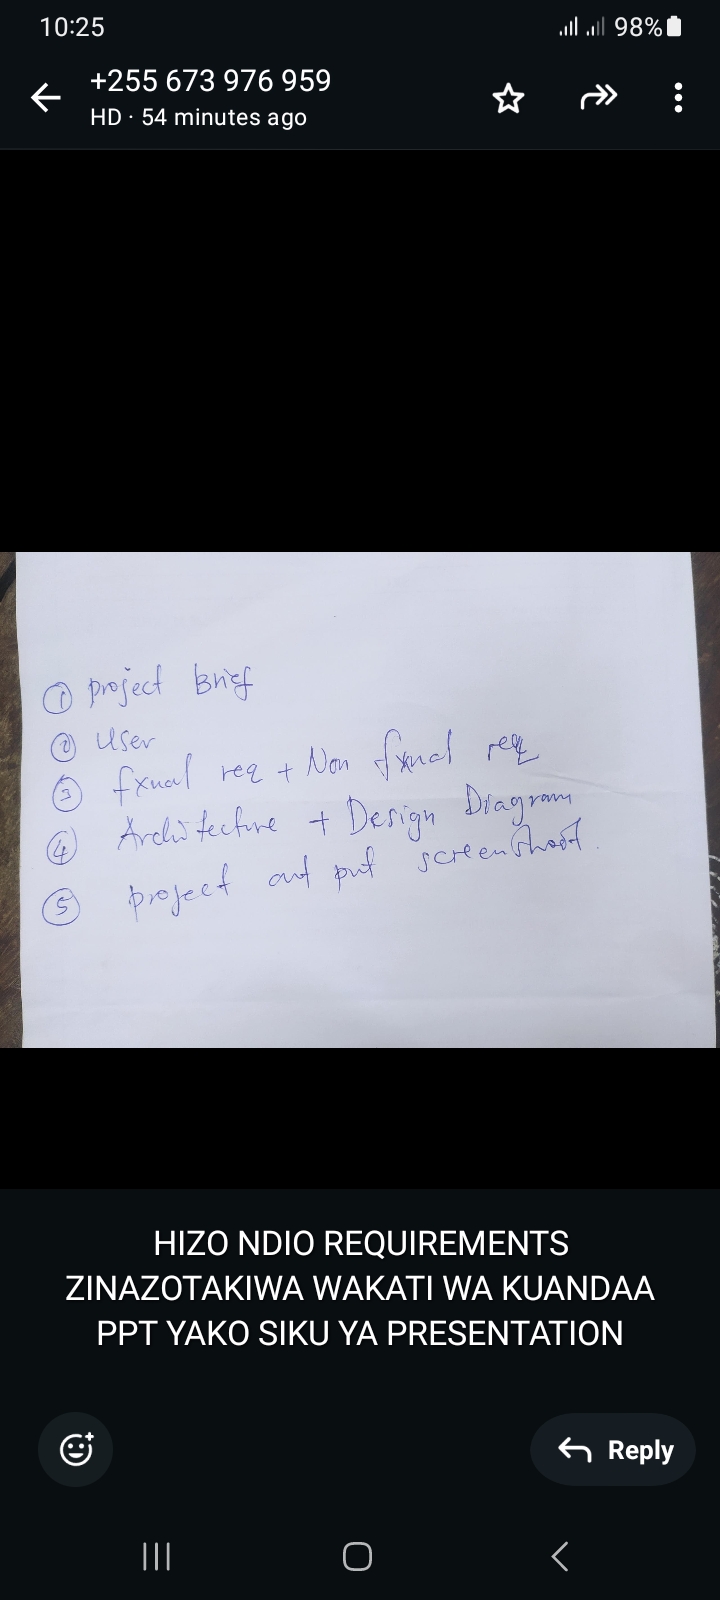 10:25
98%
+255 673 976 959
HD · 54 minutes ago
① project Brief
② User
③ fxnal req + Non fxnal req
④ Architecture + Design Diagram
⑤ project out put screenshoot.
HIZO NDIO REQUIREMENTS
ZINAZOTAKIWA WAKATI WA KUANDAA
PPT YAKO SIKU YA PRESENTATION
Reply